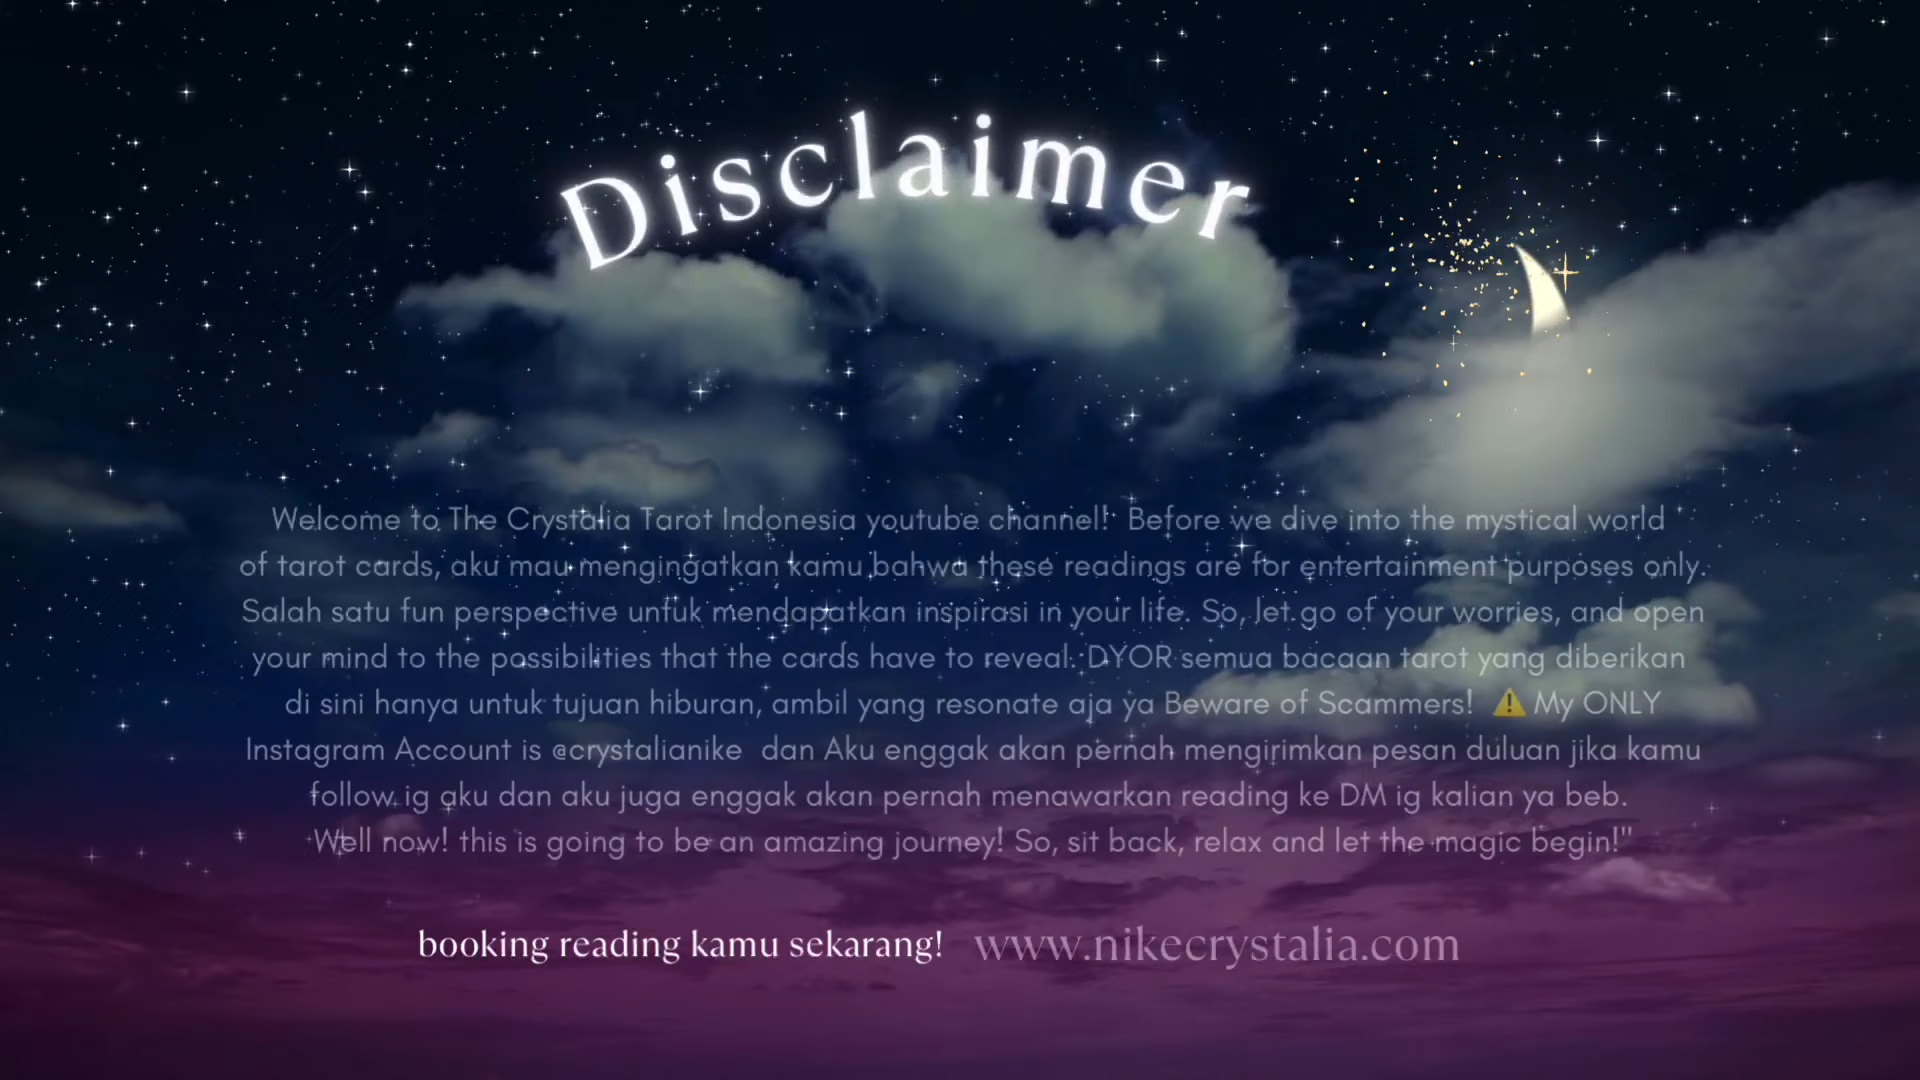 Disclaimer
Welcome to The Crystalia Tarot Indonesia youtube channel! Before we dive into the mystical world
of tarot cards, aku mau mengingatkan kamu bahwa these readings are for entertainment purposes only.
Salah satu fun perspective untuk mendapatkan inspirasi in your life. So, let go of your worries, and open
your mind to the possibilities that the cards have to reveal. DYOR semua bacaan tarot yang diberikan
di sini hanya untuk tujuan hiburan, ambil yang resonate aja ya Beware of Scammers! ⚠️ My ONLY
Instagram Account is @crystalianike dan Aku enggak akan pernah mengirimkan pesan duluan jika kamu
follow ig aku dan aku juga enggak akan pernah menawarkan reading ke DM ig kalian ya beb.
Well now! this is going to be an amazing journey! So, sit back, relax and let the magic begin!"
booking reading kamu sekarang! www.nikecrystalia.com